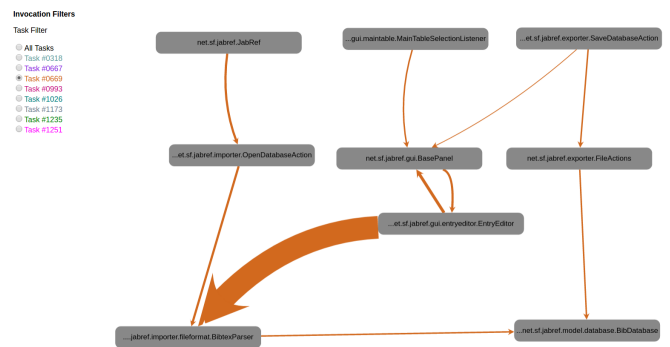 Invocation Filters
Task Filter
All Tasks
Task #0318
Task #0667
Task #0669
Task #0993
Task #1026
Task #1173
Task #1235
Task #1251
net.sf.jabref.JabRef
...gui.maintable.MainTableSelectionListener
...et.sf.jabref.exporter.SaveDatabaseAction
...et.sf.jabref.importer.OpenDatabaseAction
net.sf.jabref.gui.BasePanel
net.sf.jabref.exporter.FileActions
...et.sf.jabref.gui.entryeditor.EntryEditor
....jabref.importer.fileformat.BibtexParser
...net.sf.jabref.model.database.BibDatabase